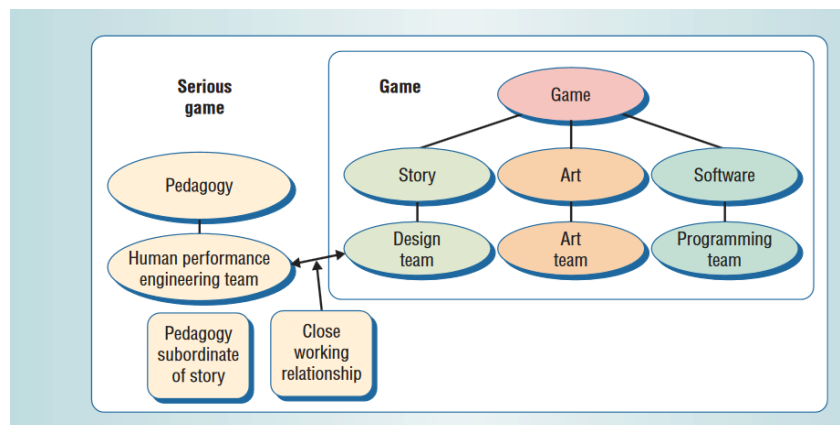 Serious
game
Game
Game
Pedagogy
Story
Art
Software
Human performance
engineering team
Design
team
Art
team
Programming
team
Pedagogy
subordinate
of story
Close
working
relationship